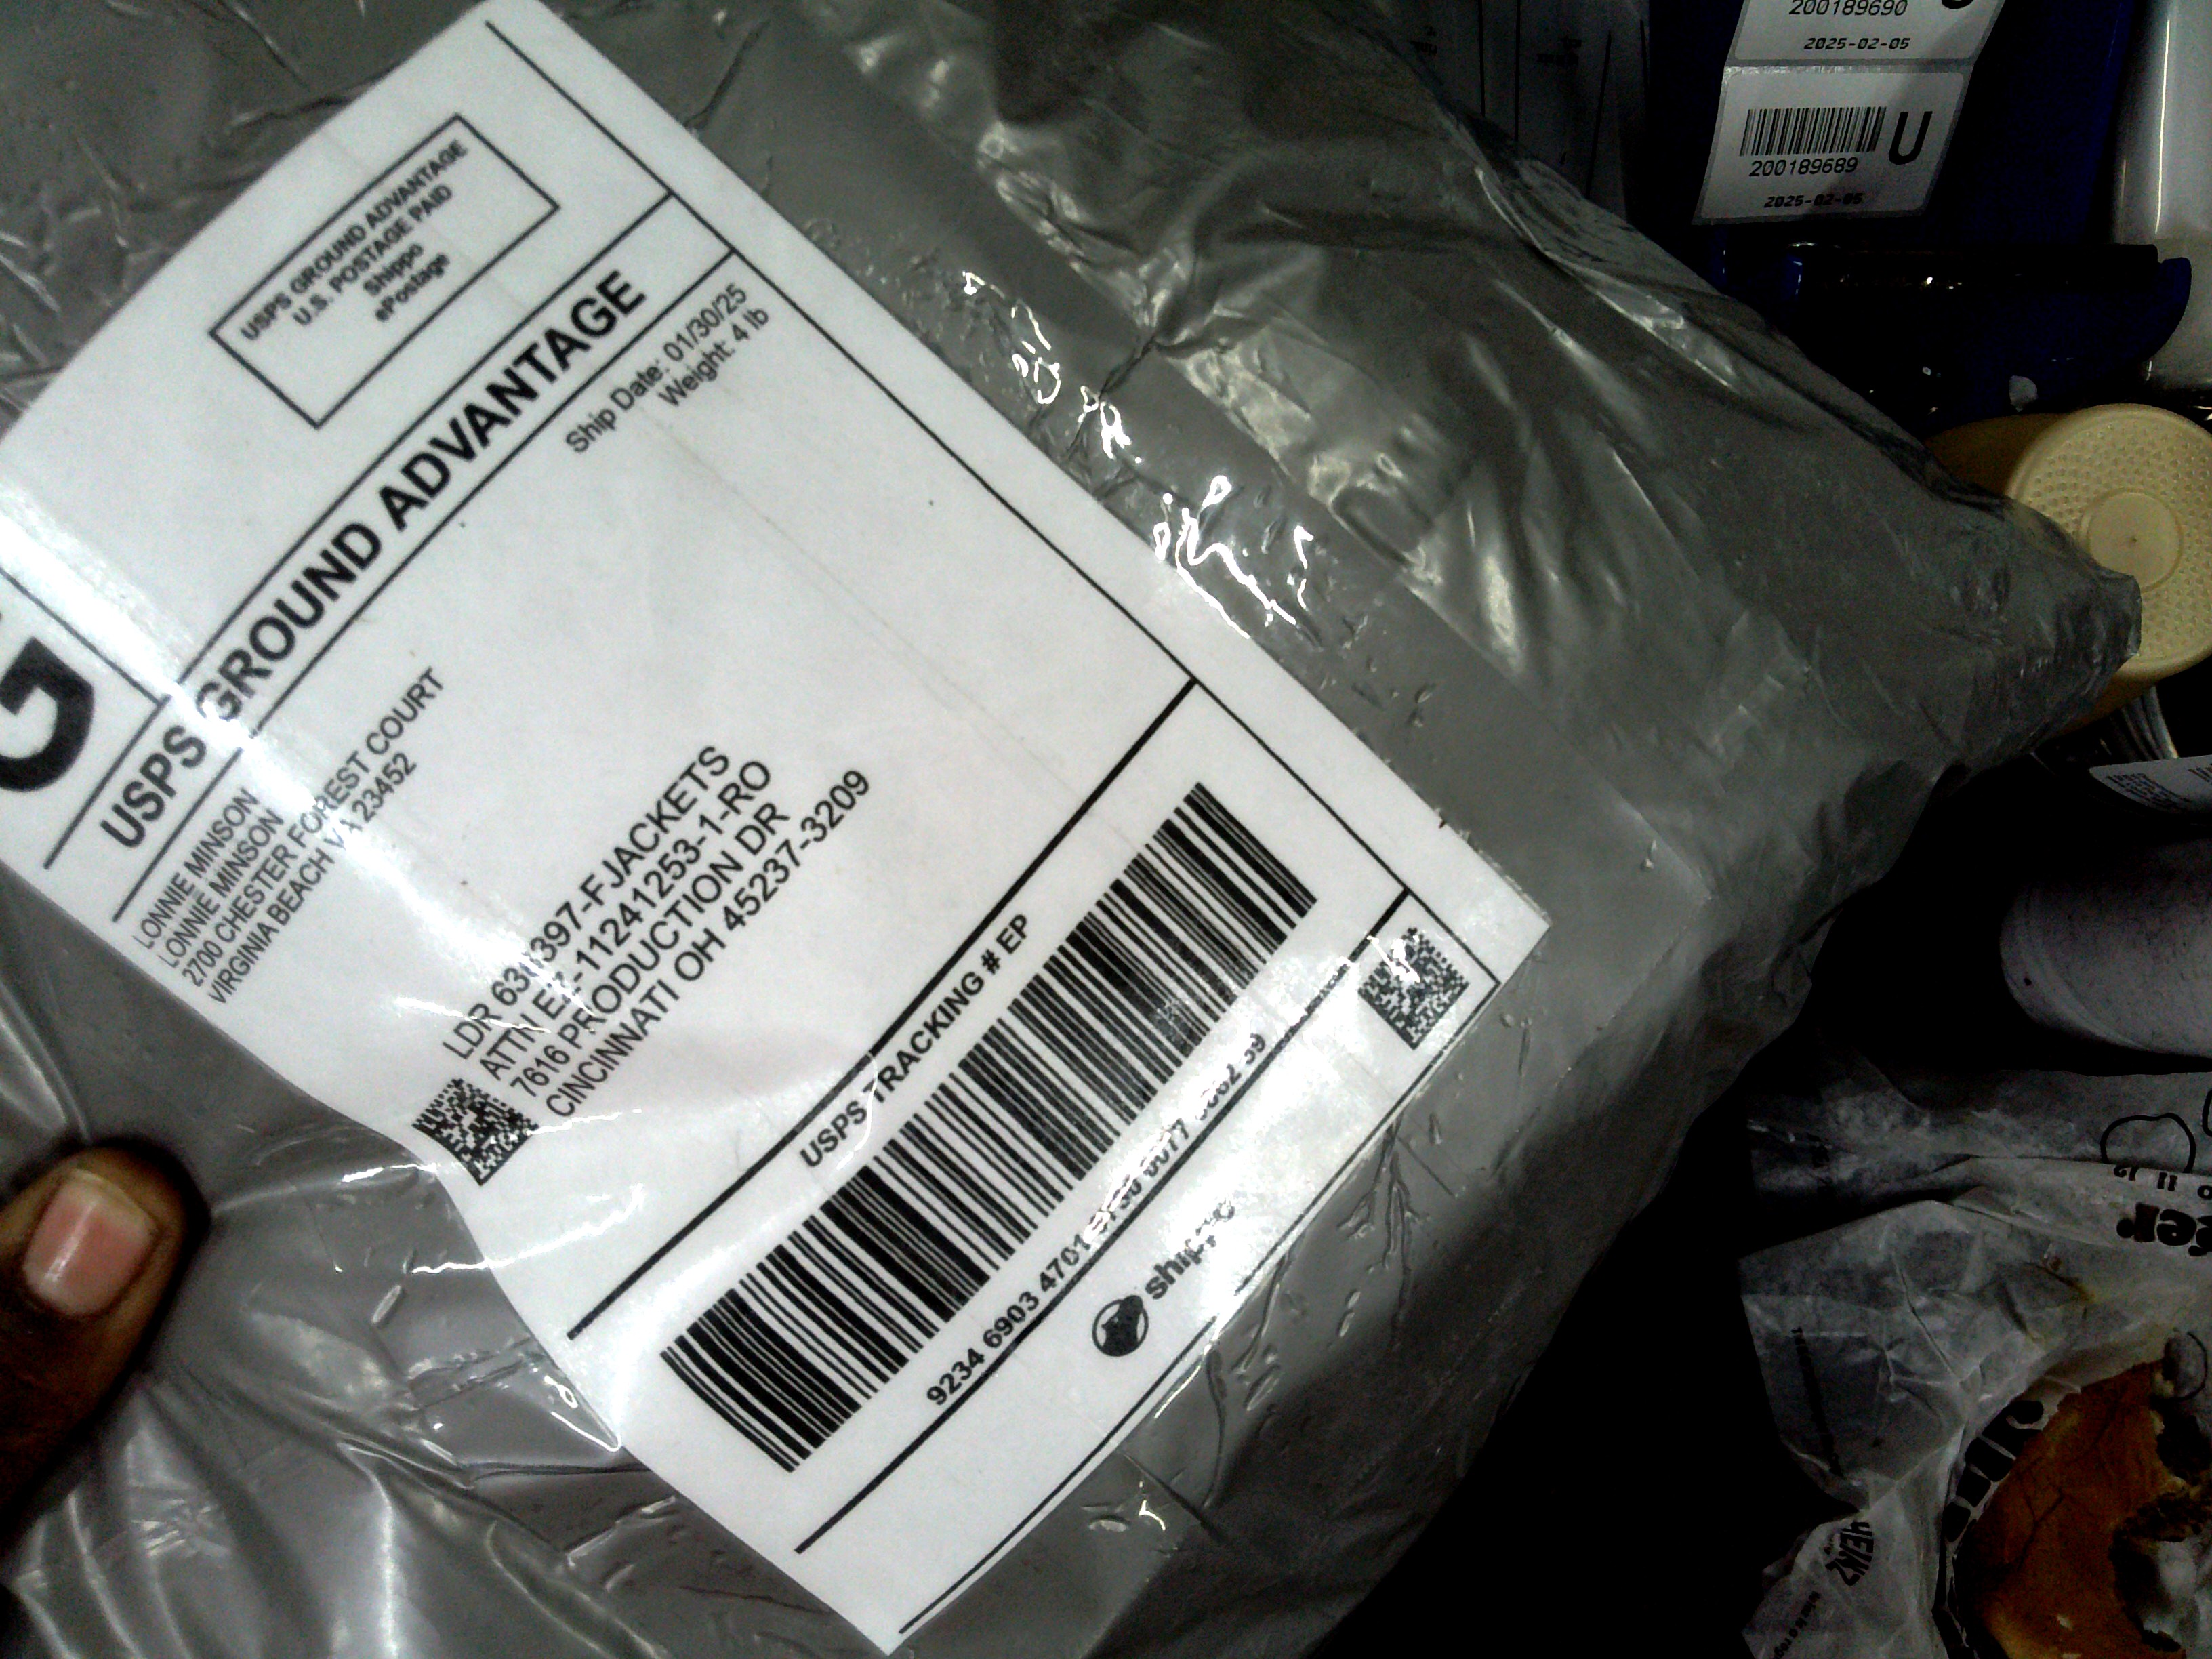 G
USPS GROUND ADVANTAGE
U.S. POSTAGE PAID
Shippo
ePostage
USPS GROUND ADVANTAGE
Ship Date: 01/30/25
Weight: 4 lb
LONNIE MINSON
LONNIE MINSON
2700 CHESTER FOREST COURT
VIRGINIA BEACH VA 23452
LDR
ATTN 
7616 PRODUCTION DR
CINCINNATI OH 45237-3209
USPS TRACKING # EP
9234 6903 4701
shippo
200189690
2025-02-05
200189689
U
2025-02-05
HEINZ